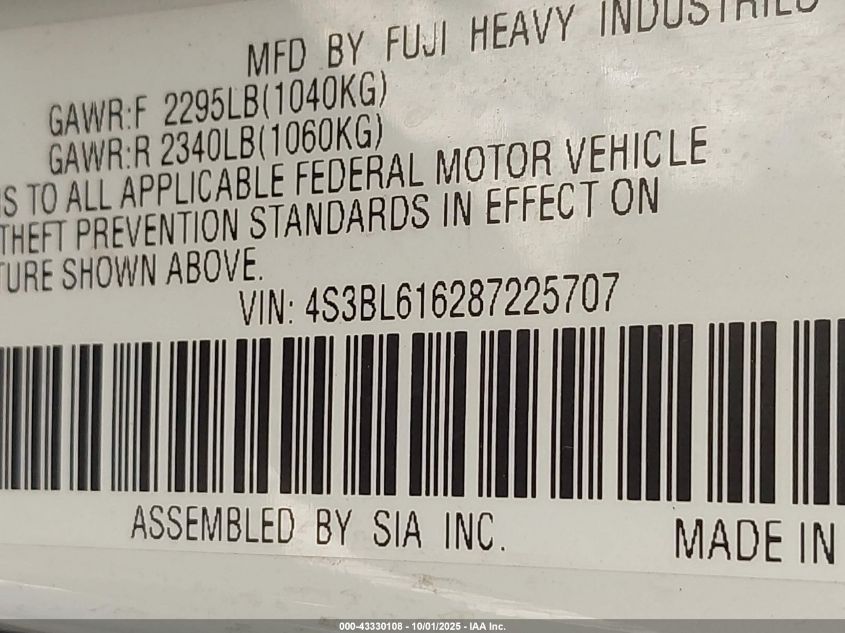 MFD BY FUJI HEAVY INDUSTRIES
GAWR:F 2295LB(1040KG)
GAWR:R 2340LB(1060KG)
S TO ALL APPLICABLE FEDERAL MOTOR VEHICLE
THEFT PREVENTION STANDARDS IN EFFECT ON
TURE SHOWN ABOVE.
VIN: 4S3BL616287225707
ASSEMBLED BY SIA INC.
MADE IN
000-43330108 - 10/01/2025 - IAA Inc.